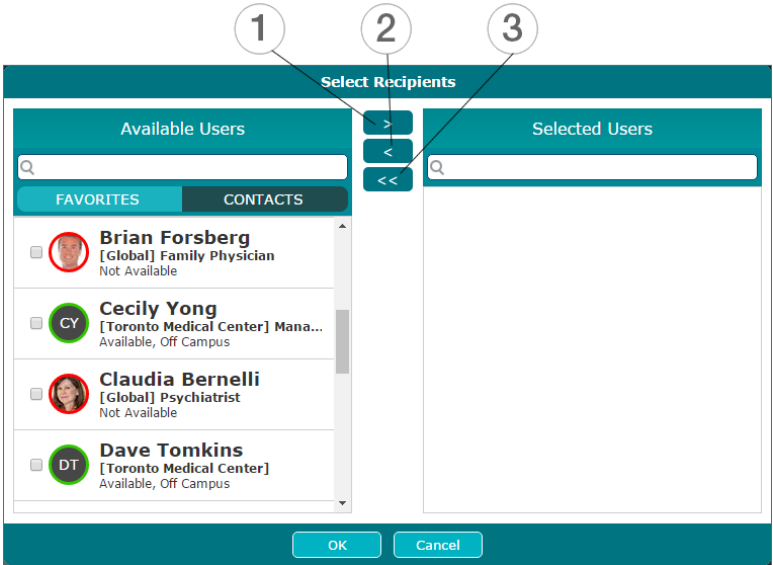 1 2 3
Select Recipients
Available Users
FAVORITES CONTACTS
Brian Forsberg
[Global] Family Physician
Not Available
CY
Cecily Yong
[Toronto Medical Center] Mana...
Available, Off Campus
Claudia Bernelli
[Global] Psychiatrist
Not Available
DT
Dave Tomkins
[Toronto Medical Center]
Available, Off Campus
>
<
<<
Selected Users
OK Cancel